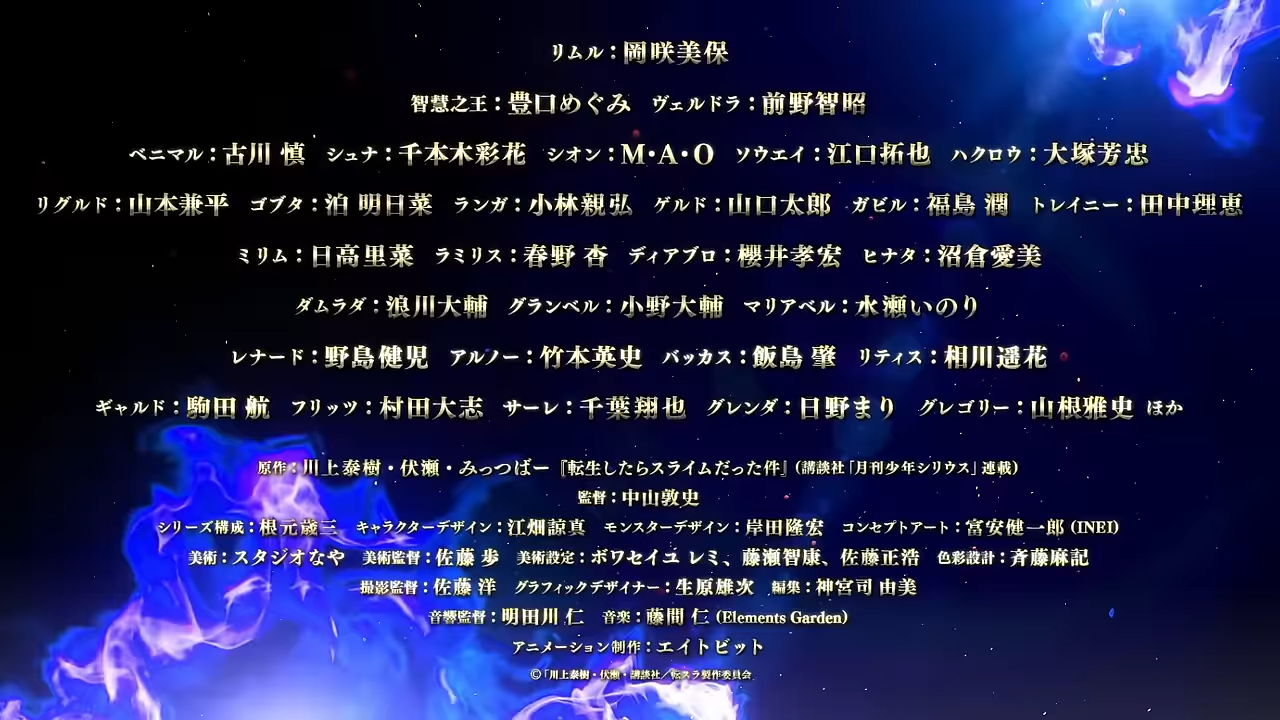 リムル：岡咲美保
智慧之王：豊口めぐみ　ヴェルドラ：前野智昭
ベニマル：古川 慎　シュナ：千本木彩花　シオン：M・A・O　ソウエイ：江口拓也　ハクロウ：大塚芳忠
リグルド：山本兼平　ゴブタ：泊 明日菜　ランガ：小林親弘　ゲルド：山口太郎　ガビル：福島 潤　トレイニー：田中理恵
ミリム：日高里菜　ラミリス：春野 杏　ディアブロ：櫻井孝宏　ヒナタ：沼倉愛美
ダムラダ：浪川大輔　グランベル：小野大輔　マリアベル：水瀬いのり
レナード：野島健児　アルノー：竹本英史　バッカス：飯島 肇　リティス：相川遥花
ギャルド：駒田 航　フリッツ：村田大志　サーレ：千葉翔也　グレンダ：日野まり　グレゴリー：山根雅史 ほか
原作：川上泰樹・伏瀬・みっつばー『転生したらスライムだった件』（講談社「月刊少年シリウス」連載）
監督：中山敦史
シリーズ構成：根元歳三　キャラクターデザイン：江畑諒真　モンスターデザイン：岸田隆宏　コンセプトアート：富安健一郎（INEI）
美術：スタジオなや　美術監督：佐藤 歩　美術設定：ボワセイユ レミ、藤瀬智康、佐藤正浩　色彩設計：斉藤麻記
撮影監督：佐藤 洋　グラフィックデザイナー：生原雄次　編集：神宮司 由美
音響監督：明田川 仁　音楽：藤間 仁（Elements Garden）
アニメーション制作：エイトビット
©「川上泰樹・伏瀬・講談社／転スラ製作委員会